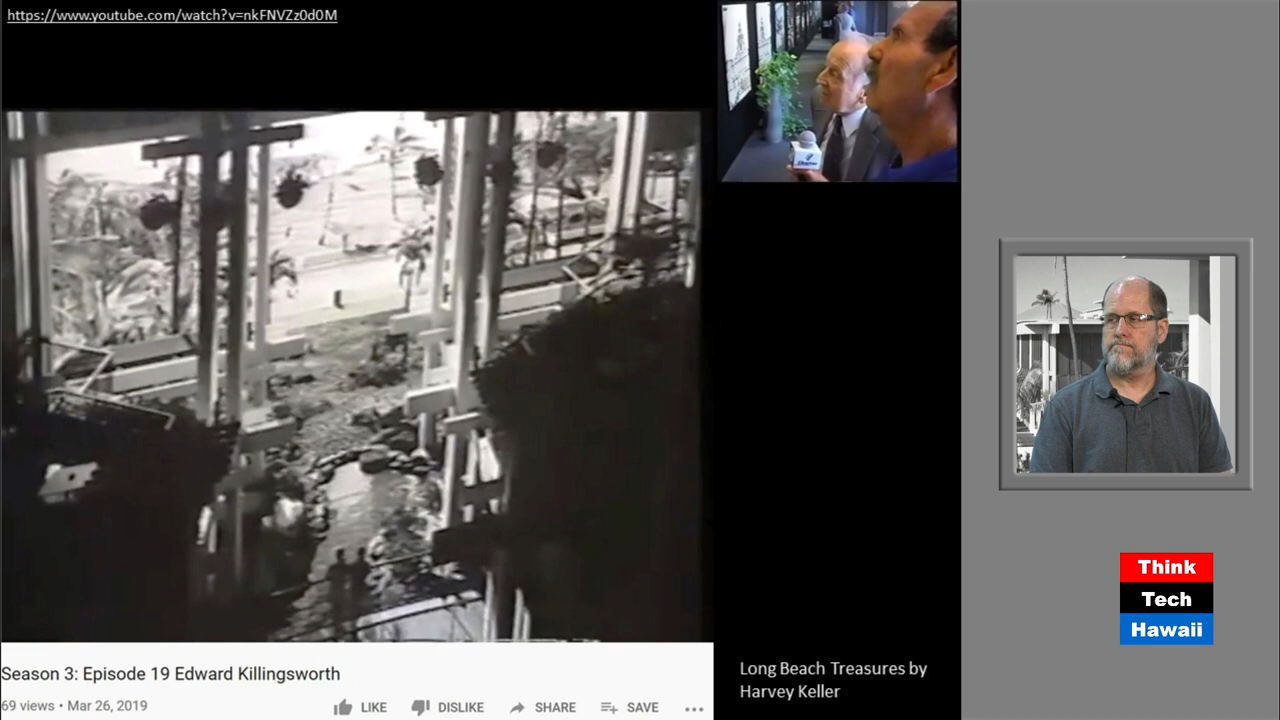 https://www.youtube.com/watch?v=nkFNVZz0d0M
Season 3: Episode 19 Edward Killingsworth
69 views • Mar 26, 2019
LIKE
DISLIKE
SHARE
SAVE
Long Beach Treasures by
Harvey Keller
Think
Tech
Hawaii